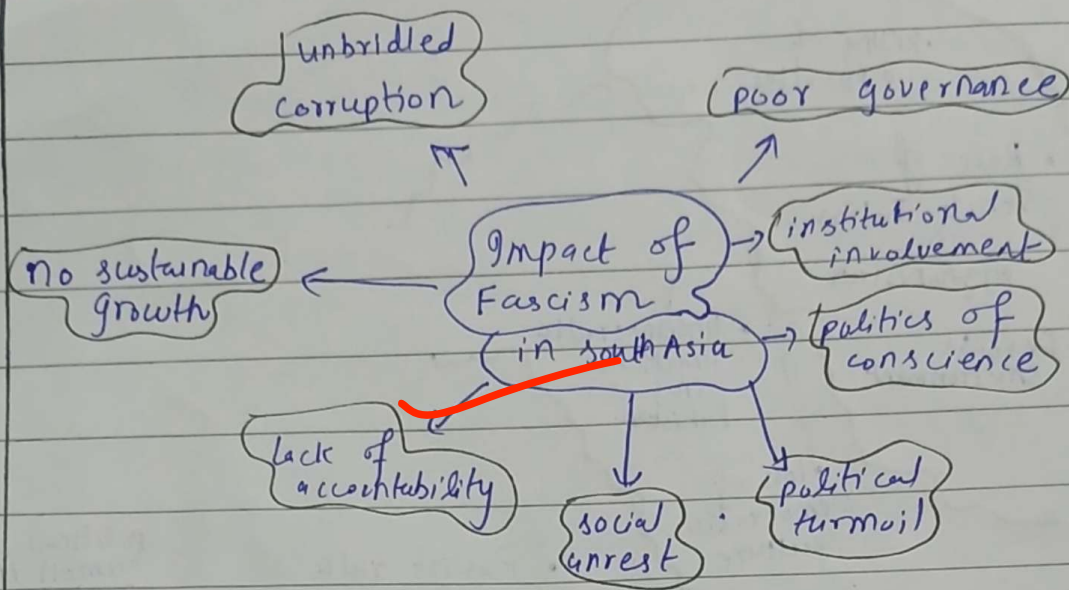 unbridled
corruption
poor governance
Impact of
Fascism
in south Asia
institutional
involvement
politics of
conscience
no sustainable
growth
lack of
accountability
social
unrest
political
turmoil